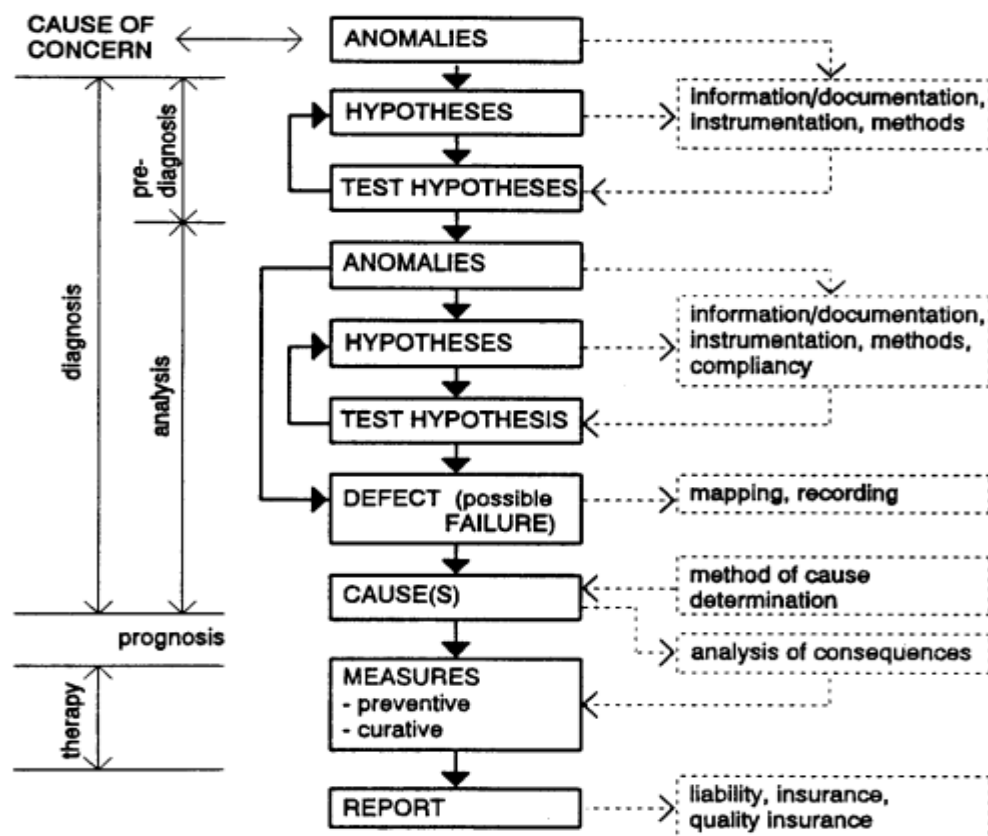 CAUSE OF
CONCERN
ANOMALIES
HYPOTHESES
information/documentation,
instrumentation, methods
pre-
diagnosis
TEST HYPOTHESES
ANOMALIES
diagnosis
analysis
HYPOTHESES
information/documentation,
instrumentation, methods,
compliancy
TEST HYPOTHESIS
DEFECT (possible
FAILURE)
mapping, recording
CAUSE(S)
method of cause
determination
prognosis
analysis of consequences
therapy
MEASURES
- preventive
- curative
REPORT
liability, insurance,
quality insurance